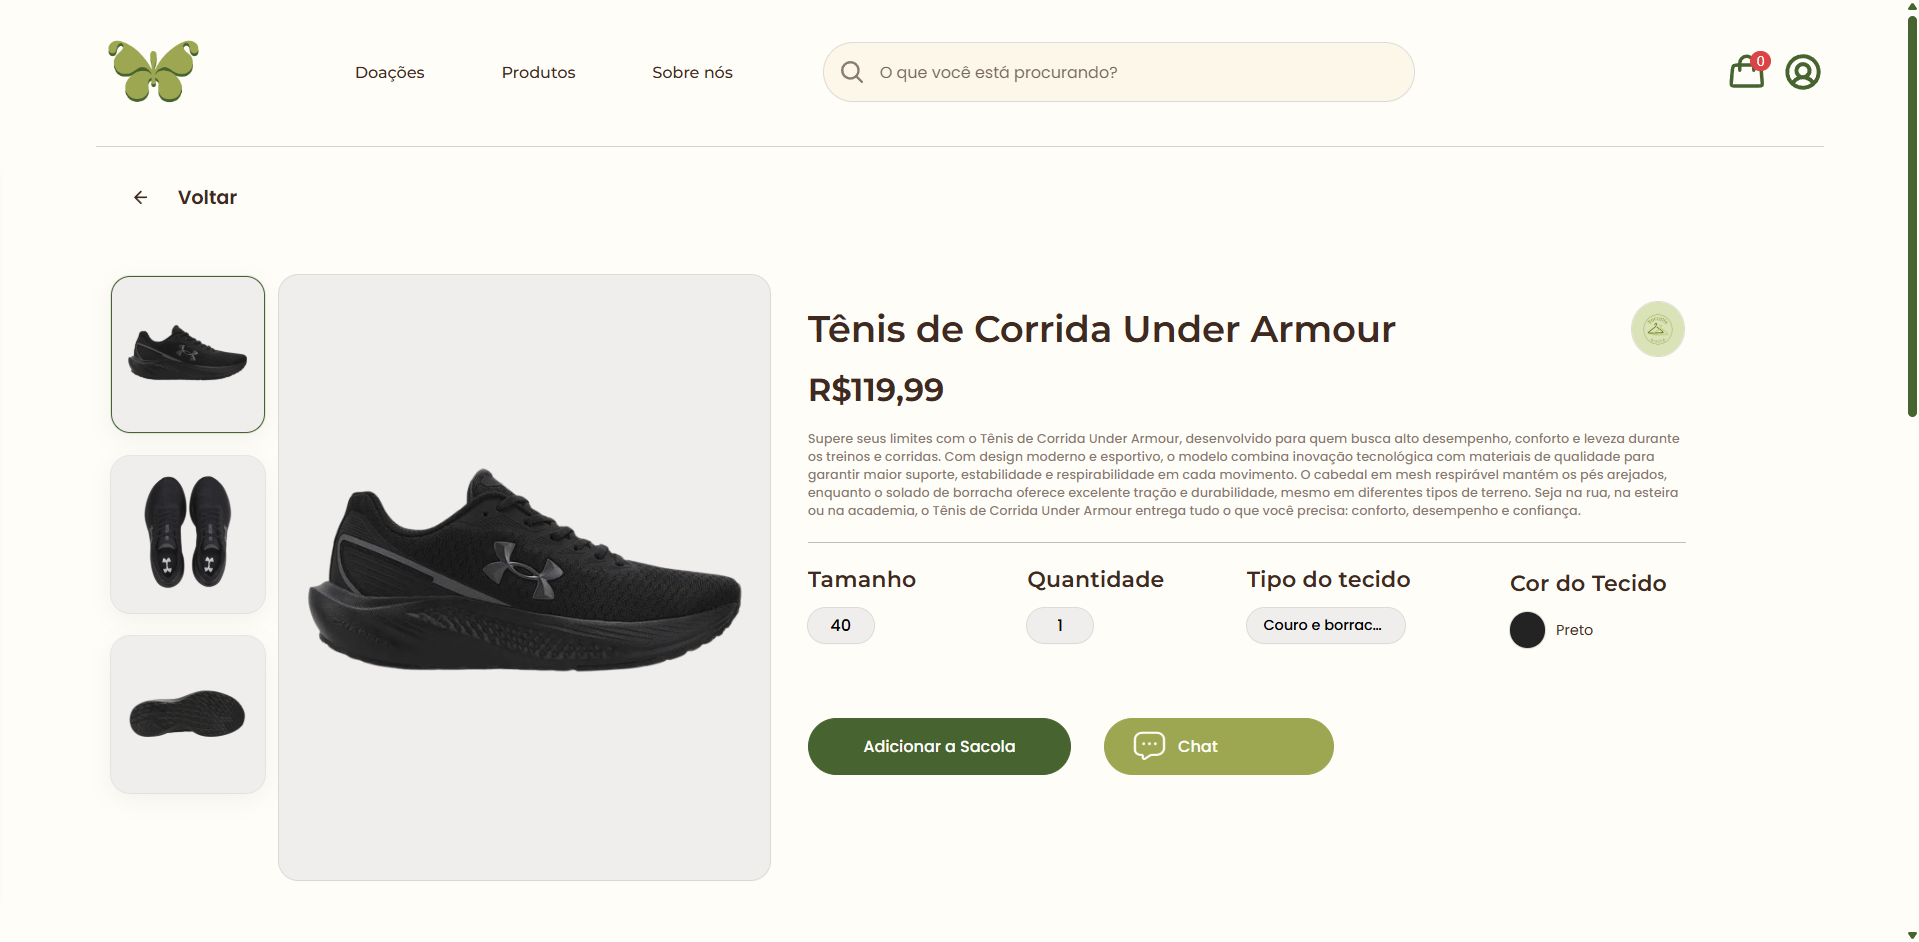 Doações
Produtos
Sobre nós
O que você está procurando?
0
Voltar
Tênis de Corrida Under Armour
R$119,99
Supere seus limites com o Tênis de Corrida Under Armour, desenvolvido para quem busca alto desempenho, conforto e leveza durante
os treinos e corridas. Com design moderno e esportivo, o modelo combina inovação tecnológica com materiais de qualidade para
garantir maior suporte, estabilidade e respirabilidade em cada movimento. O cabedal em mesh respirável mantém os pés arejados,
enquanto o solado de borracha oferece excelente tração e durabilidade, mesmo em diferentes tipos de terreno. Seja na rua, na esteira
ou na academia, o Tênis de Corrida Under Armour entrega tudo o que você precisa: conforto, desempenho e confiança.
Tamanho
40
Quantidade
1
Tipo do tecido
Couro e borrac...
Cor do Tecido
Preto
Adicionar a Sacola
Chat